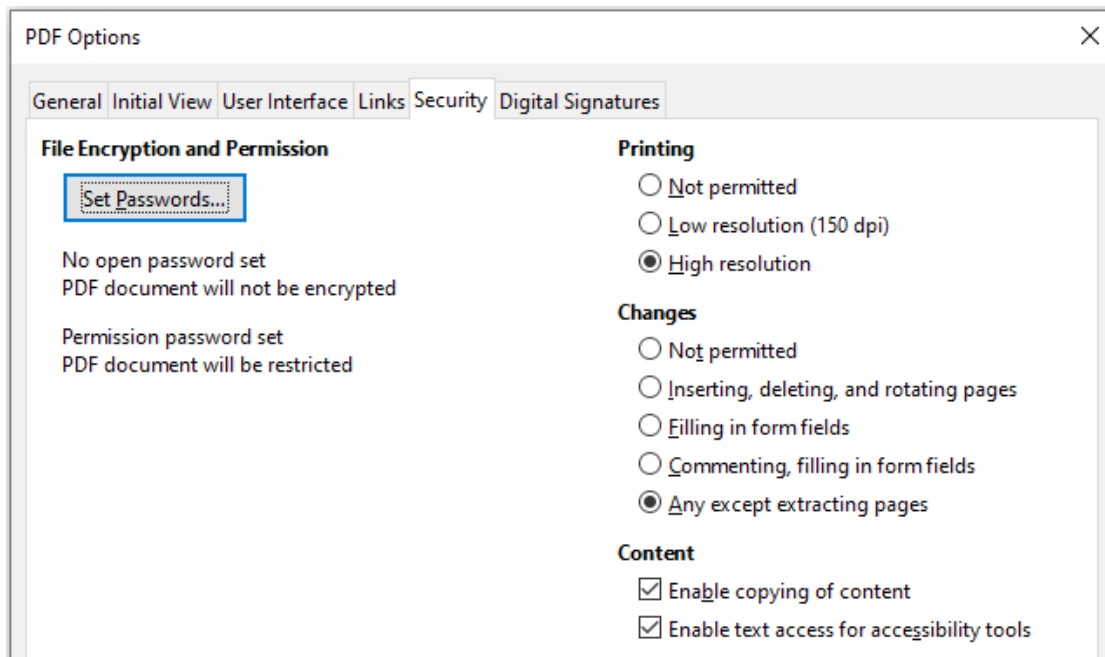 PDF Options
General Initial View User Interface Links Security Digital Signatures
File Encryption and Permission
Set Passwords...
No open password set
PDF document will not be encrypted
Permission password set
PDF document will be restricted
Printing
Not permitted
Low resolution (150 dpi)
High resolution
Changes
Not permitted
Inserting, deleting, and rotating pages
Filling in form fields
Commenting, filling in form fields
Any except extracting pages
Content
Enable copying of content
Enable text access for accessibility tools